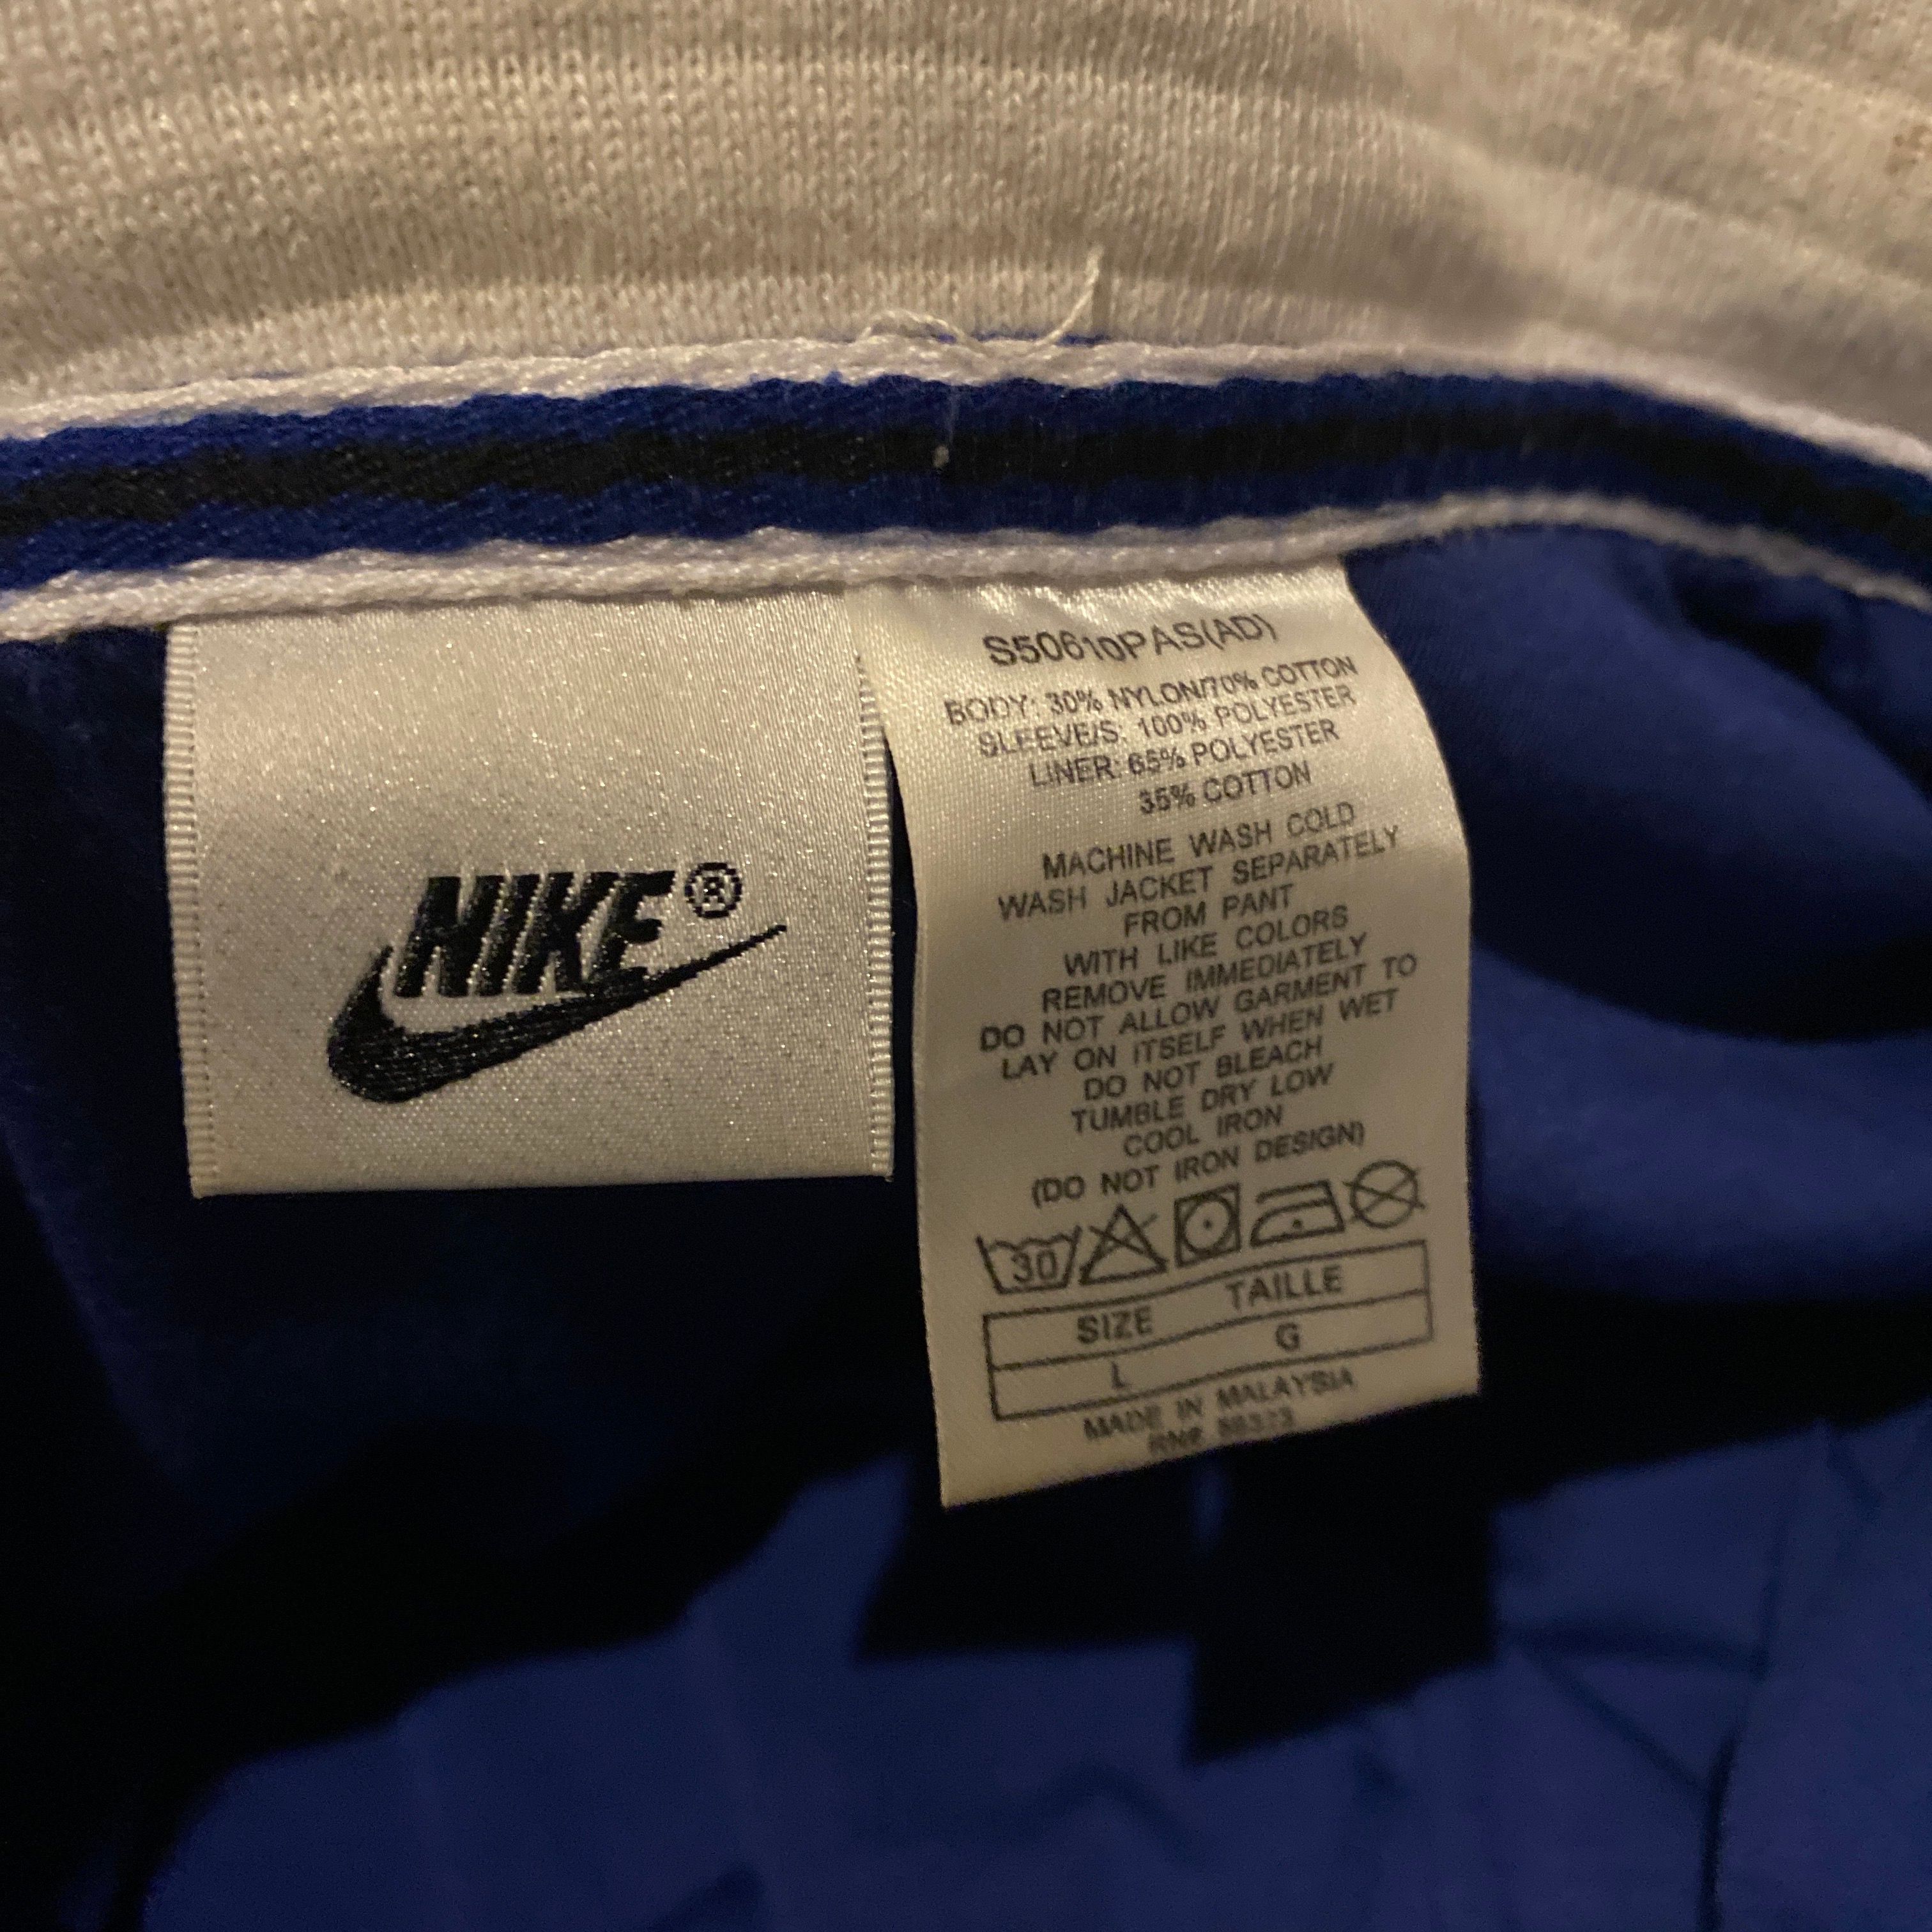 NIKE®
S50610PAS(AD)
BODY: 30% NYLON/70% COTTON
SLEEVE/S: 100% POLYESTER
LINER: 65% POLYESTER
35% COTTON
MACHINE WASH COLD
WASH JACKET SEPARATELY
FROM PANT
WITH LIKE COLORS
REMOVE IMMEDIATELY
DO NOT ALLOW GARMENT TO
LAY ON ITSELF WHEN WET
DO NOT BLEACH
TUMBLE DRY LOW
COOL IRON
(DO NOT IRON DESIGN)
30
SIZE TAILLE
L G
MADE IN MALAYSIA
RN#